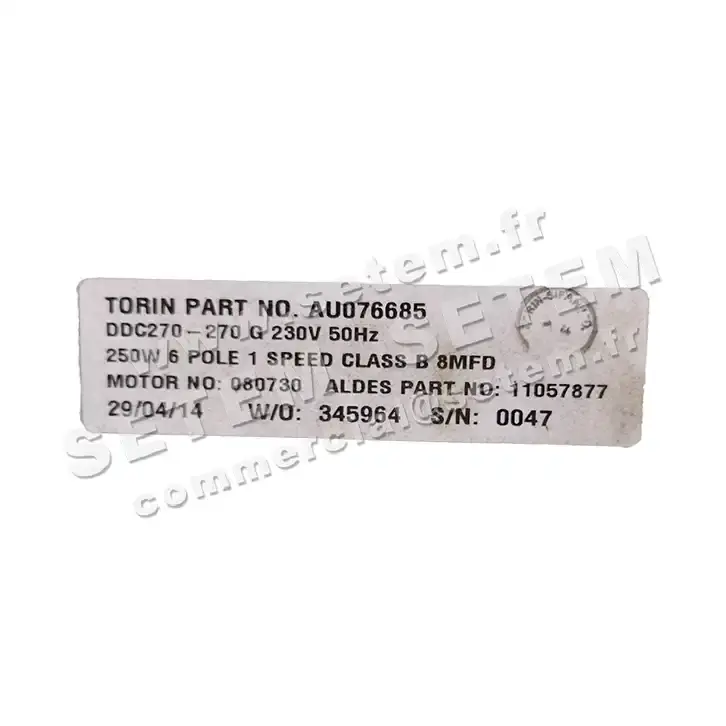 TORIN PART NO. AU076685
DDC270-270 G 230V 50Hz
250W 6 POLE 1 SPEED CLASS B 8MFD
MOTOR NO: 080730 ALDES PART NO: 11057877
29/04/14 W/O: 345964 S/N: 0047
www.setem.fr
SETEM SETEM
commercial@setem.fr